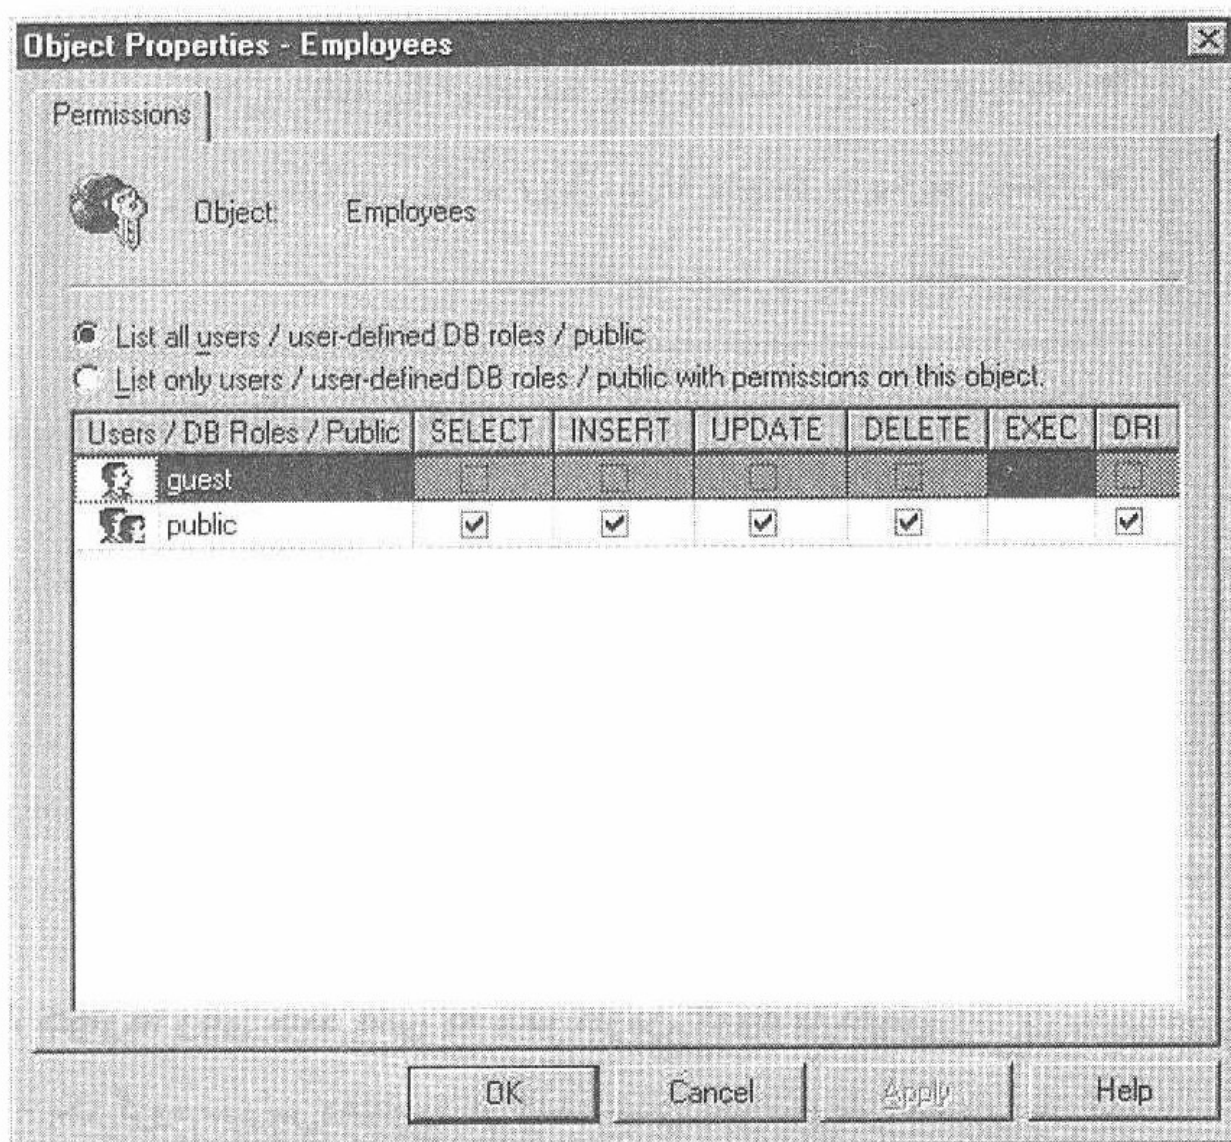 Object Properties - Employees
Permissions
Object: Employees
List all users / user-defined DB roles / public
List only users / user-defined DB roles / public with permissions on this object.
Users / DB Roles / Public SELECT INSERT UPDATE DELETE EXEC DRI
guest
public
OK Cancel Apply Help